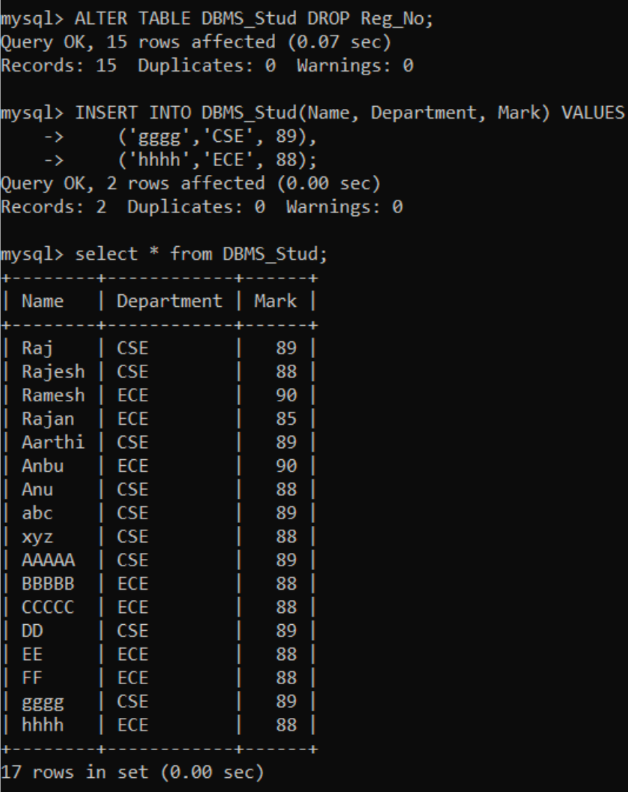 mysql> ALTER TABLE DBMS_Stud DROP Reg_No;
Query OK, 15 rows affected (0.07 sec)
Records: 15  Duplicates: 0  Warnings: 0

mysql> INSERT INTO DBMS_Stud(Name, Department, Mark) VALUES
    ->     ('gggg','CSE', 89),
    ->     ('hhhh','ECE', 88);
Query OK, 2 rows affected (0.00 sec)
Records: 2  Duplicates: 0  Warnings: 0

mysql> select * from DBMS_Stud;
+--------+------------+------+
| Name   | Department | Mark |
+--------+------------+------+
| Raj    | CSE        |   89 |
| Rajesh | CSE        |   88 |
| Ramesh | ECE        |   90 |
| Rajan  | ECE        |   85 |
| Aarthi | CSE        |   89 |
| Anbu   | ECE        |   90 |
| Anu    | CSE        |   88 |
| abc    | CSE        |   89 |
| xyz    | CSE        |   88 |
| AAAAA  | CSE        |   89 |
| BBBBB  | ECE        |   88 |
| CCCCC  | ECE        |   88 |
| DD     | CSE        |   89 |
| EE     | ECE        |   88 |
| FF     | ECE        |   88 |
| gggg   | CSE        |   89 |
| hhhh   | ECE        |   88 |
+--------+------------+------+
17 rows in set (0.00 sec)